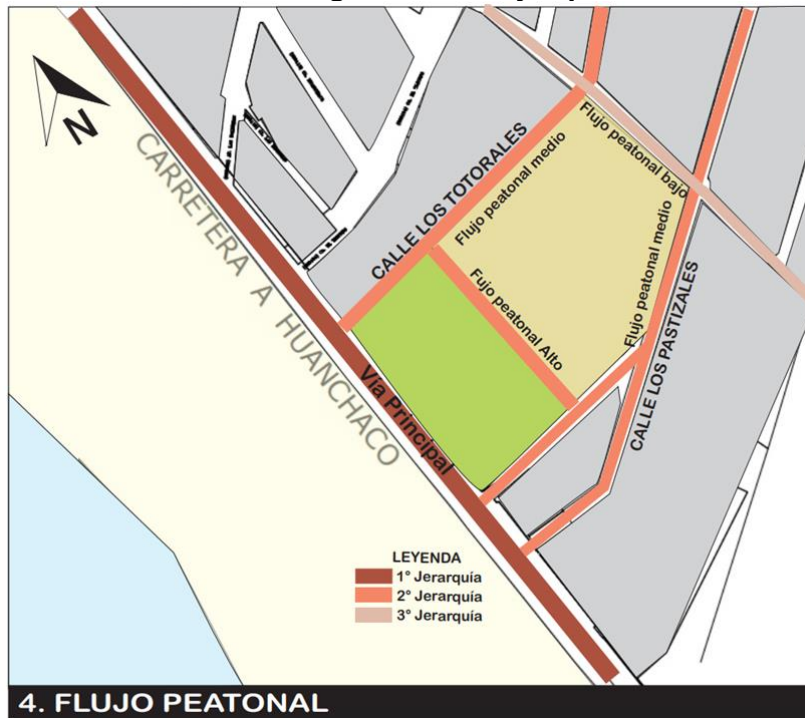 N
CARRETERA A HUANCHACO
CALLE LOS TOTORALES
Flujo peatonal medio
Flujo peatonal bajo
Flujo peatonal medio
Fujo peatonal Alto
CALLE LOS PASTIZALES
Vía Principal
LEYENDA
1° Jerarquía
2° Jerarquía
3° Jerarquía
4. FLUJO PEATONAL